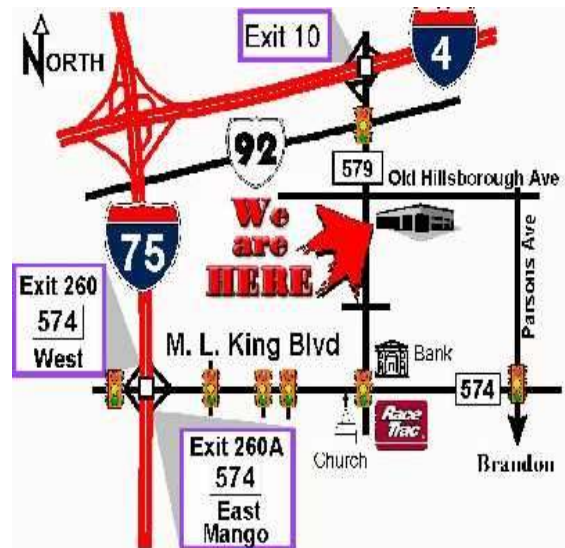 NORTH
Exit 10
4
92
579
Old Hillsborough Ave
We
are
HERE
75
Parsons Ave
Exit 260
574
West
M. L. King Blvd
Bank
574
Race
Trac
Church
Exit 260A
574
East
Mango
Brandon